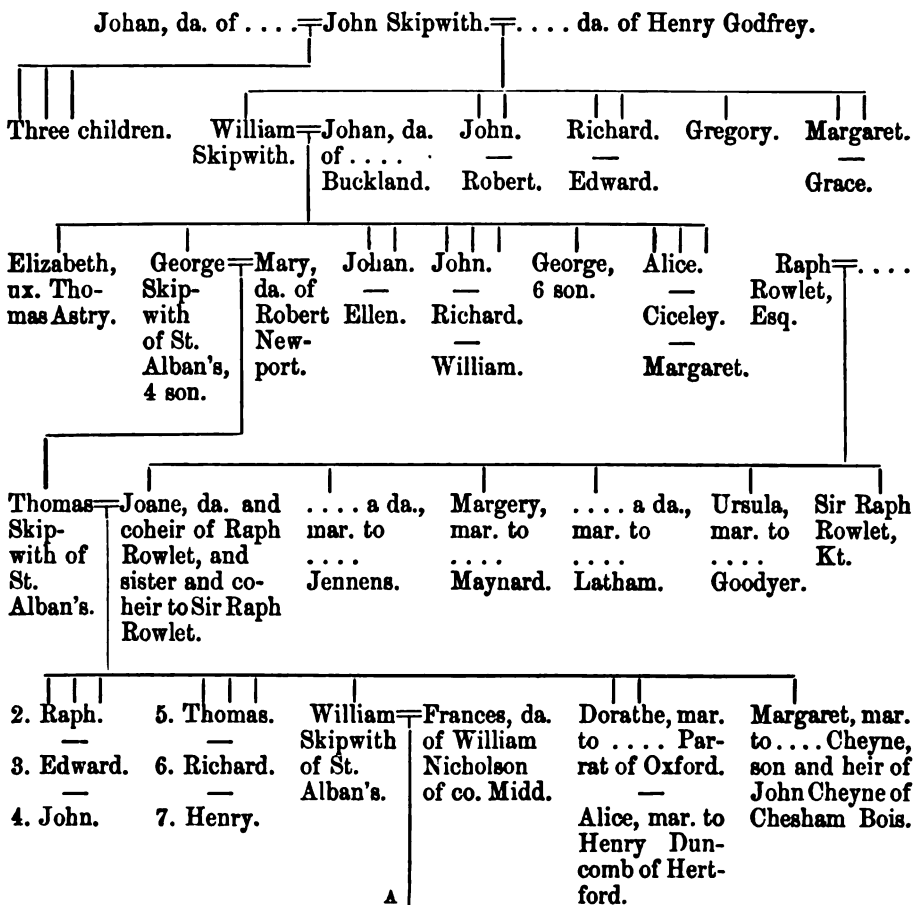 Johan, da. of . . . . John Skipwith. . . . . da. of Henry Godfrey.
Three children.
William
Skipwith.
Johan, da.
of . . . .
Buckland.
John.
—
Robert.
Richard.
—
Edward.
Gregory.
Margaret.
—
Grace.
Elizabeth,
ux. Tho-
mas Astry.
George
Skip-
with
of St.
Alban's,
4 son.
Mary,
da. of
Robert
New-
port.
Johan.
—
Ellen.
John.
—
Richard.
—
William.
George,
6 son.
Alice.
—
Ciceley.
—
Margaret.
Raph . . . .
Rowlet,
Esq.
Thomas
Skip-
with of
St.
Alban's.
Joane, da. and
coheir of Raph
Rowlet, and
sister and co-
heir to Sir Raph
Rowlet.
. . . . a da.,
mar. to
. . . .
Jennens.
Margery,
mar. to
. . . .
Maynard.
. . . . a da.,
mar. to
. . . .
Latham.
Ursula,
mar. to
. . . .
Goodyer.
Sir Raph
Rowlet,
Kt.
2. Raph.
—
3. Edward.
—
4. John.
5. Thomas.
—
6. Richard.
—
7. Henry.
William
Skipwith
of St.
Alban's.
Frances, da.
of William
Nicholson
of co. Midd.
Dorathe, mar.
to . . . . Par-
rat of Oxford.
—
Alice, mar. to
Henry Dun-
comb of Hert-
ford.
Margaret, mar.
to . . . . Cheyne,
son and heir of
John Cheyne of
Chesham Bois.
A